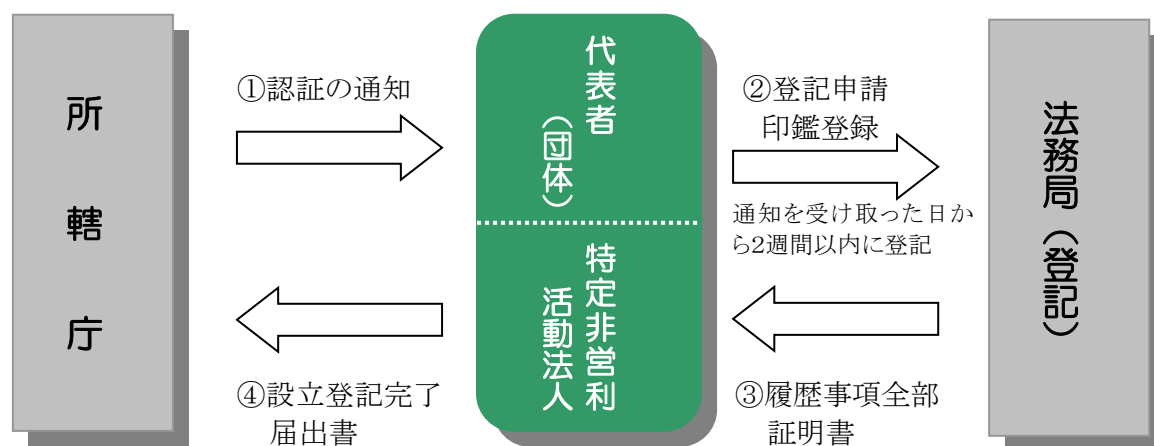 所轄庁
①認証の通知
代表者
（団体）
②登記申請
印鑑登録
通知を受け取った日か
ら2週間以内に登記
法務局（登記）
特定非営利
活動法人
③履歴事項全部
証明書
④設立登記完了
届出書